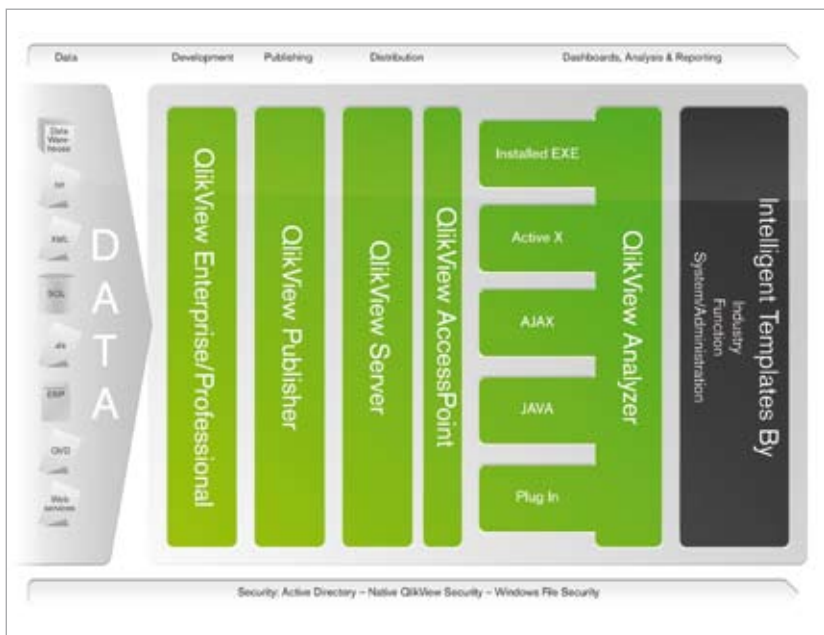 Data
Development
Publishing
Distribution
Dashboards, Analysis & Reporting
Data
Ware-
house
XML
SQL
ERP
QVD
Web
services
DATA
QlikView Enterprise/Professional
QlikView Publisher
QlikView Server
QlikView AccessPoint
Installed EXE
Active X
AJAX
JAVA
Plug In
QlikView Analyzer
Intelligent Templates By
Industry
Function
System/Administration
Security: Active Directory – Native QlikView Security – Windows File Security